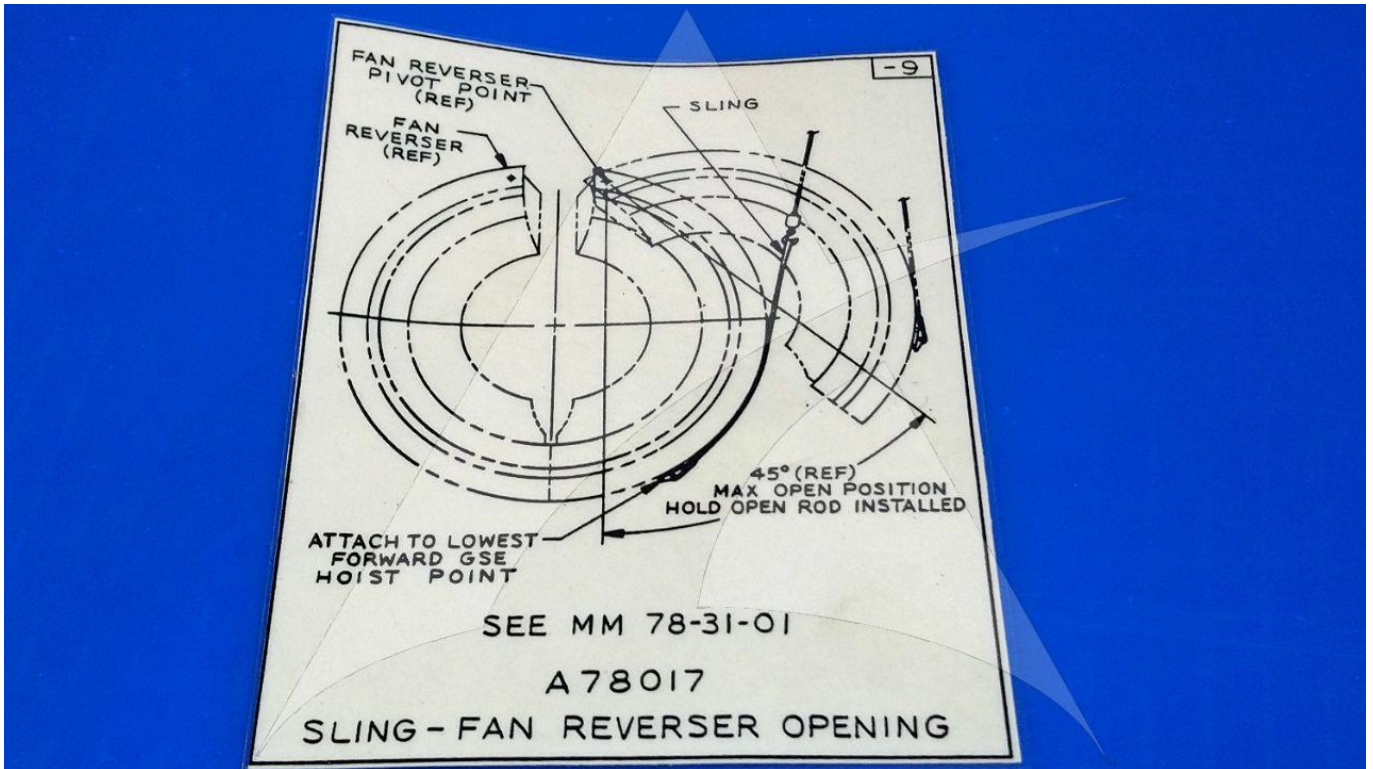 -9
FAN REVERSER
PIVOT POINT
(REF)
SLING
FAN
REVERSER
(REF)
45° (REF)
MAX OPEN POSITION
HOLD OPEN ROD INSTALLED
ATTACH TO LOWEST
FORWARD GSE
HOIST POINT
SEE MM 78-31-01
A78017
SLING-FAN REVERSER OPENING